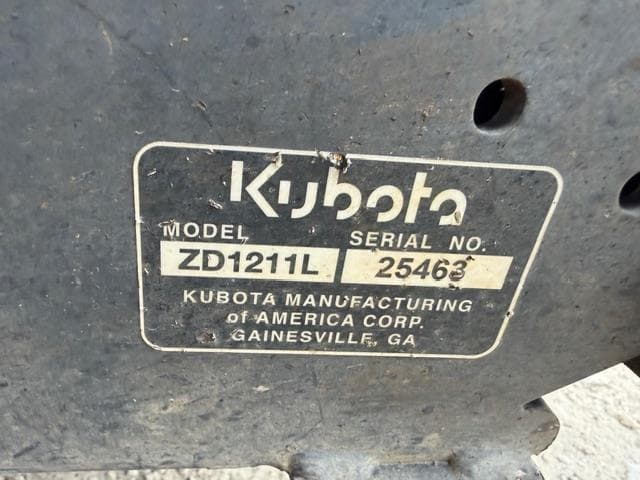 Kubota
MODEL SERIAL NO.
ZD1211L 25463
KUBOTA MANUFACTURING
of AMERICA CORP.
GAINESVILLE, GA